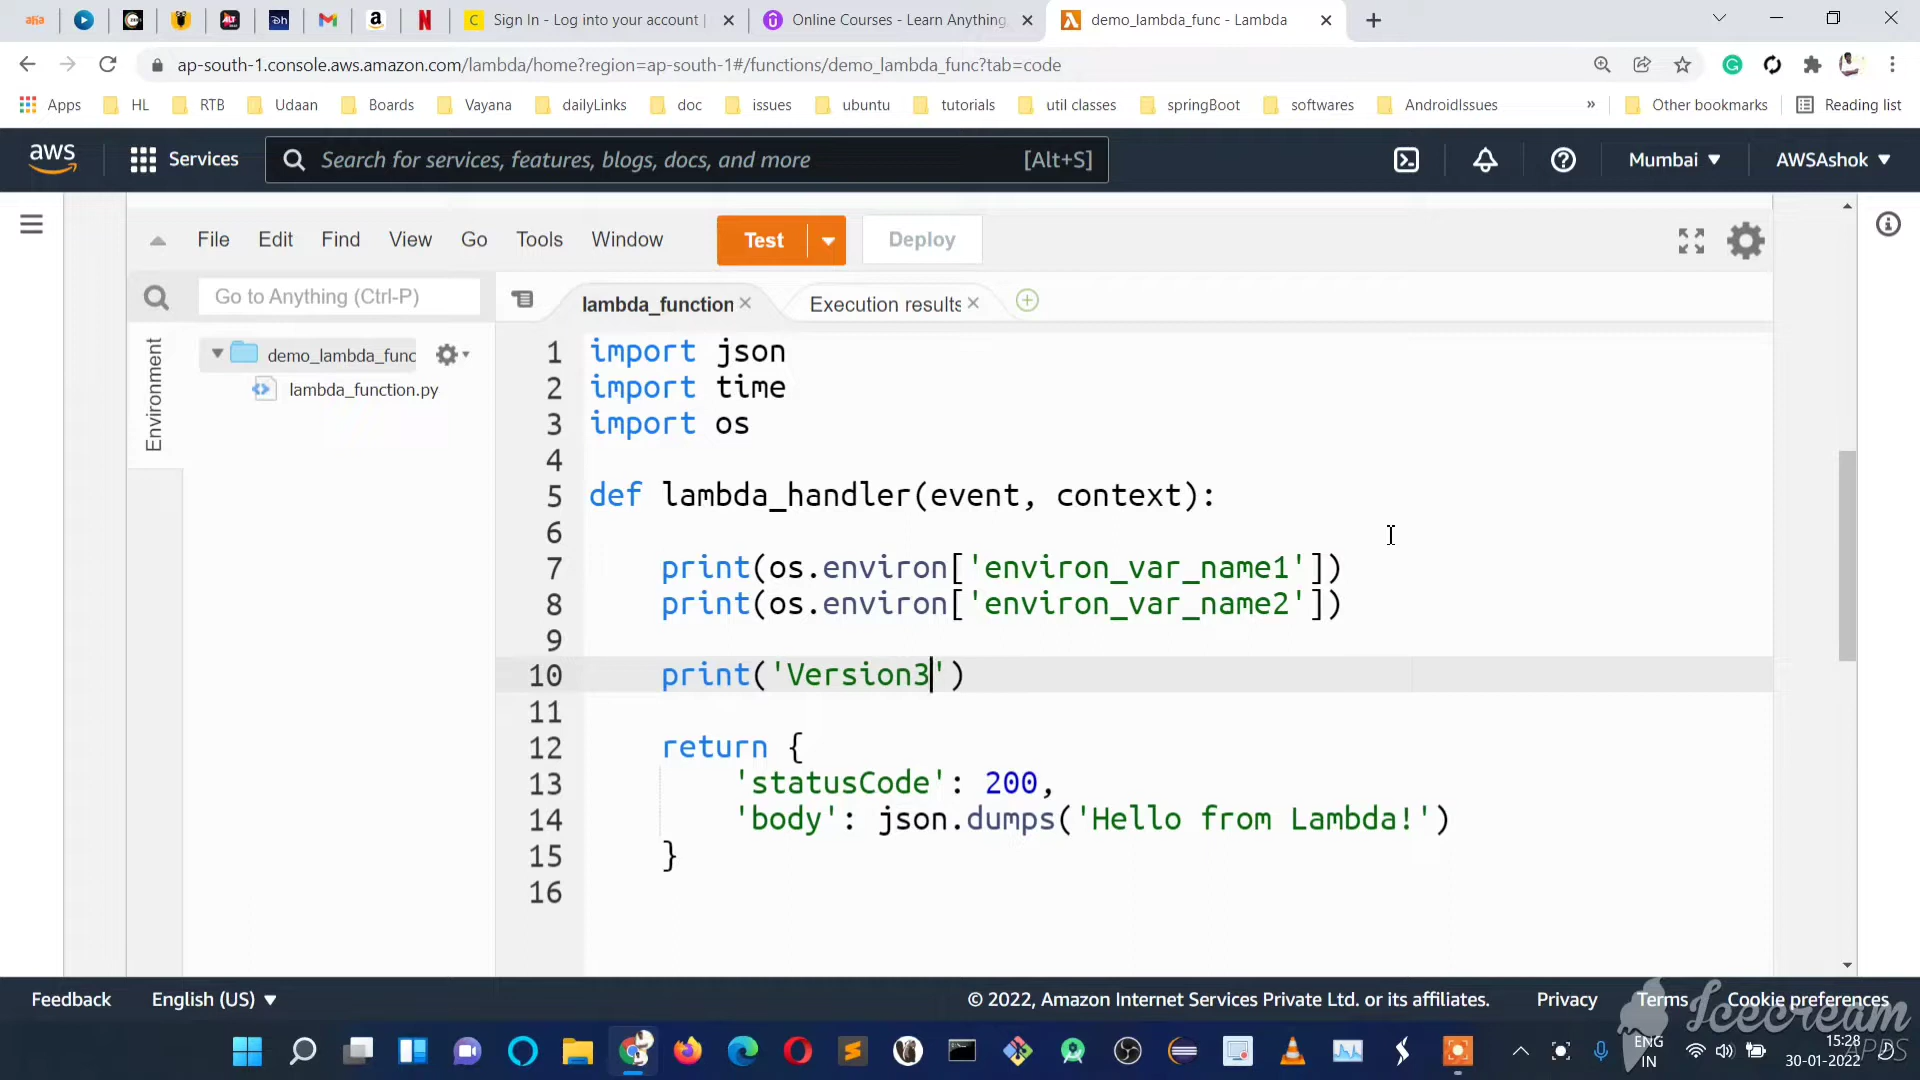 Sign In - Log into your account |
Online Courses - Learn Anything,
demo_lambda_func - Lambda
ap-south-1.console.aws.amazon.com/lambda/home?region=ap-south-1#/functions/demo_lambda_func?tab=code
Apps HL RTB Udaan Boards Vayana dailyLinks doc issues ubuntu tutorials util classes springBoot softwares AndroidIssues » Other bookmarks Reading list
aws Services Search for services, features, blogs, docs, and more [Alt+S] Mumbai AWSAshok
File Edit Find View Go Tools Window Test Deploy
Go to Anything (Ctrl-P) lambda_function Execution results
Environment
demo_lambda_func
lambda_function.py
1 import json
2 import time
3 import os
4
5 def lambda_handler(event, context):
6
7 print(os.environ['environ_var_name1'])
8 print(os.environ['environ_var_name2'])
9
10 print('Version3')
11
12 return {
13 'statusCode': 200,
14 'body': json.dumps('Hello from Lambda!')
15 }
16
Feedback English (US) © 2022, Amazon Internet Services Private Ltd. or its affiliates. Privacy Terms Cookie preferences
Icecream
APPS
ENG
IN
15:28
30-01-2022